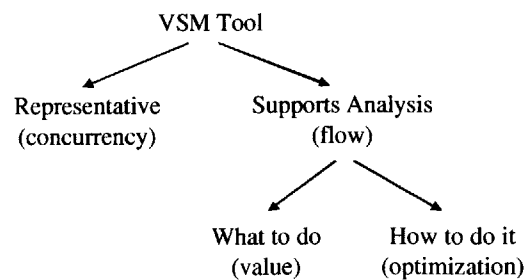 VSM Tool
Representative
(concurrency)
Supports Analysis
(flow)
What to do
(value)
How to do it
(optimization)